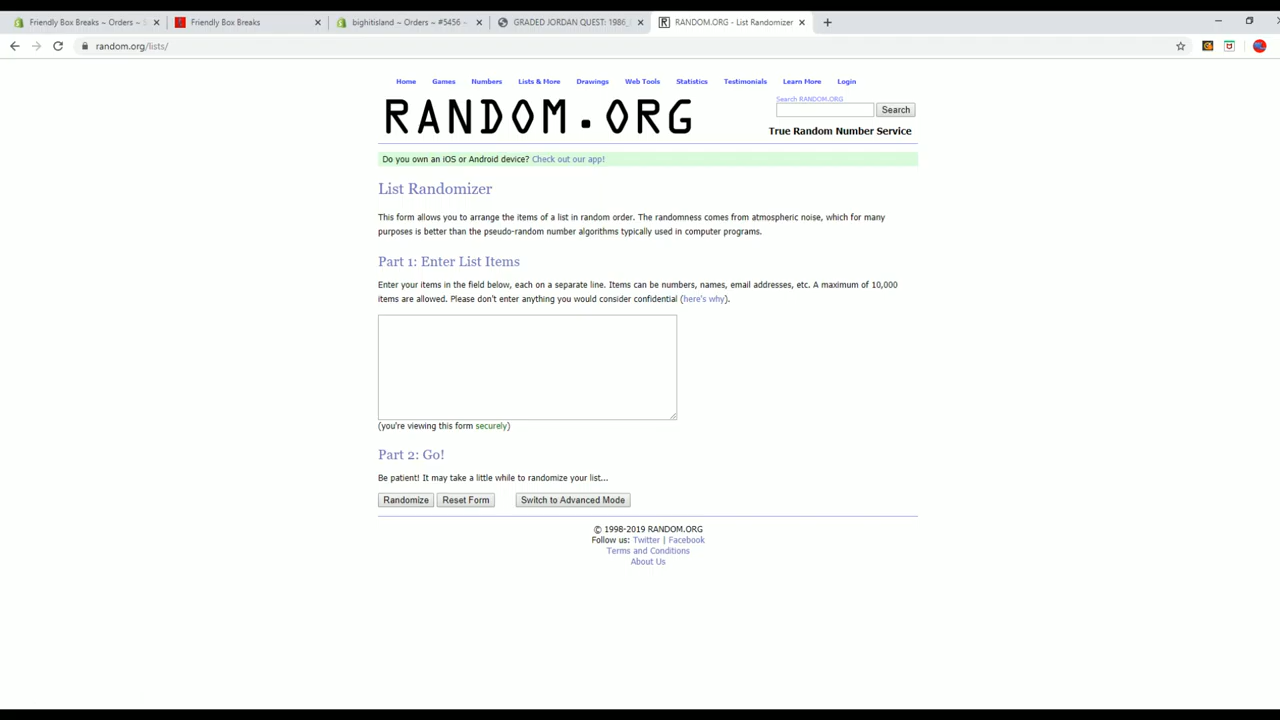 Friendly Box Breaks ~ Orders ~ S
Friendly Box Breaks
bighitisland ~ Orders ~ #5456 ~
GRADED JORDAN QUEST: 1986
RANDOM.ORG - List Randomizer
random.org/lists/
Home Games Numbers Lists & More Drawings Web Tools Statistics Testimonials Learn More Login
RANDOM.ORG
Search RANDOM.ORG
Search
True Random Number Service
Do you own an iOS or Android device? Check out our app!
List Randomizer
This form allows you to arrange the items of a list in random order. The randomness comes from atmospheric noise, which for many
purposes is better than the pseudo-random number algorithms typically used in computer programs.
Part 1: Enter List Items
Enter your items in the field below, each on a separate line. Items can be numbers, names, email addresses, etc. A maximum of 10,000
items are allowed. Please don't enter anything you would consider confidential (here's why).
(you're viewing this form securely)
Part 2: Go!
Be patient! It may take a little while to randomize your list...
Randomize Reset Form Switch to Advanced Mode
© 1998-2019 RANDOM.ORG
Follow us: Twitter | Facebook
Terms and Conditions
About Us